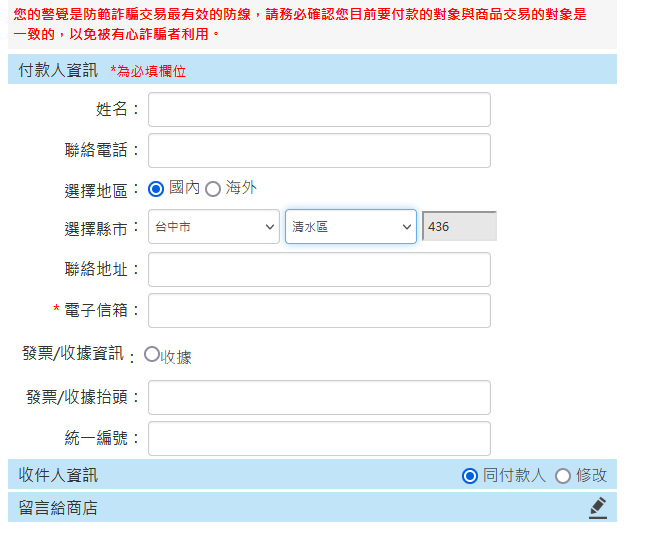 您的警覺是防範詐騙交易最有效的防線，請務必確認您目前要付款的對象與商品交易的對象是
一致的，以免被有心詐騙者利用。
付款人資訊 *為必填欄位
姓名：
聯絡電話：
選擇地區： 國內 海外
選擇縣市： 台中市 清水區 436
聯絡地址：
* 電子信箱：
發票/收據資訊： 收據
發票/收據抬頭：
統一編號：
收件人資訊 同付款人 修改
留言給商店